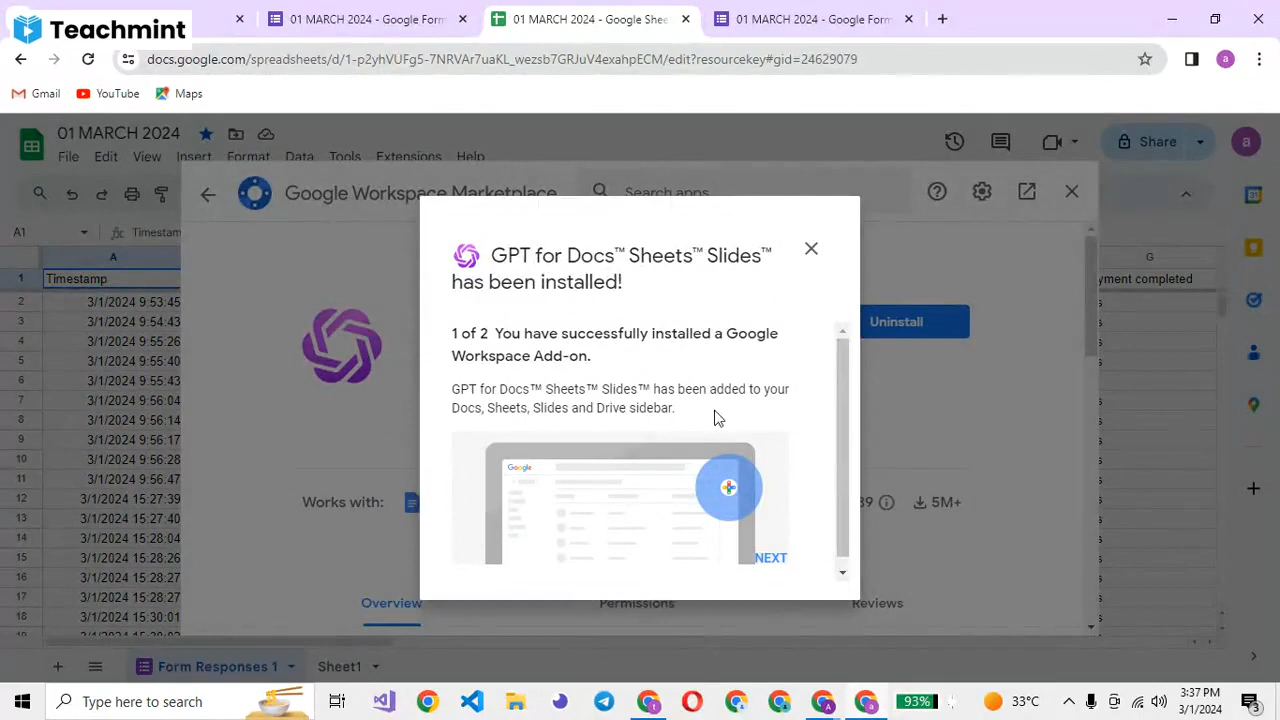 Teachmint
01 MARCH 2024 - Google Form
01 MARCH 2024 - Google Shee
01 MARCH 2024 - Google Form
docs.google.com/spreadsheets/d/1-p2yhVUFg5-7NRVAr7uaKL_wezsb7GRJuV4exahpECM/edit?resourcekey#gid=24629079
a
Gmail
YouTube
Maps
01 MARCH 2024
File Edit View Insert Format Data Tools Extensions Help
Share
a
Google Workspace Marketplace
Search apps
A1
fx Timestam
A
G
1 Timestamp
yment completed
2 3/1/2024 9:53:45
3 3/1/2024 9:54:43
4 3/1/2024 9:55:26
5 3/1/2024 9:55:40
6 3/1/2024 9:55:43
7 3/1/2024 9:56:04
8 3/1/2024 9:56:14
9 3/1/2024 9:56:17
10 3/1/2024 9:56:28
11 3/1/2024 9:56:47
12 3/1/2024 15:27:39
13 3/1/2024 15:27:40
14 3/1/2024 15:28:04
15 3/1/2024 15:28:26
16 3/1/2024 15:28:27
17 3/1/2024 15:28:27
18 3/1/2024 15:30:01
GPT for Docs™ Sheets™ Slides™
has been installed!
1 of 2 You have successfully installed a Google
Workspace Add-on.
GPT for Docs™ Sheets™ Slides™ has been added to your
Docs, Sheets, Slides and Drive sidebar.
Google
NEXT
Uninstall
Works with:
39
5M+
Overview
Permissions
Reviews
Form Responses 1
Sheet1
Type here to search
93%
33°C
3:37 PM
3/1/2024
3